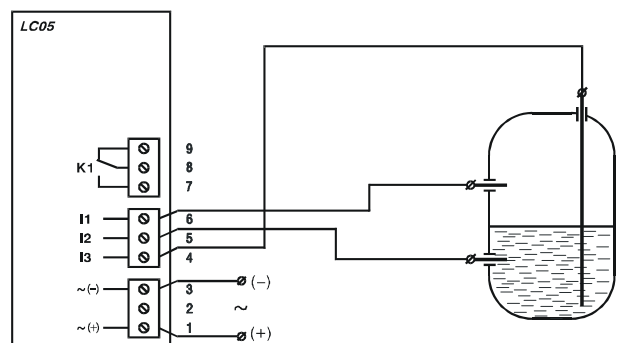 LC05
9
K1 8
7
I1 6
I2 5
I3 4
~(-) 3 (-)
2 ~
~(+) 1 (+)